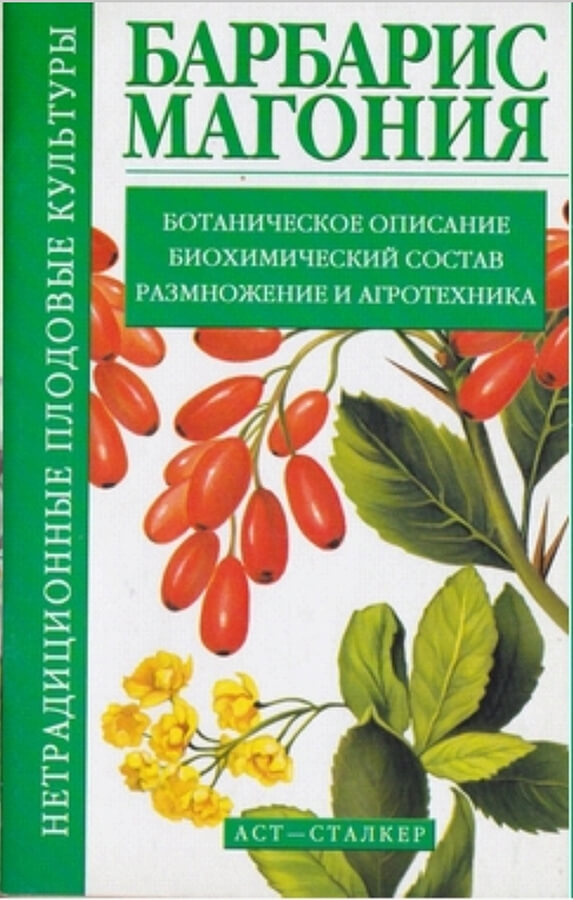 БАРБАРИС
МАГОНИЯ
БОТАНИЧЕСКОЕ ОПИСАНИЕ
БИОХИМИЧЕСКИЙ СОСТАВ
РАЗМНОЖЕНИЕ И АГРОТЕХНИКА
НЕТРАДИЦИОННЫЕ ПЛОДОВЫЕ КУЛЬТУРЫ
АСТ—СТАЛКЕР